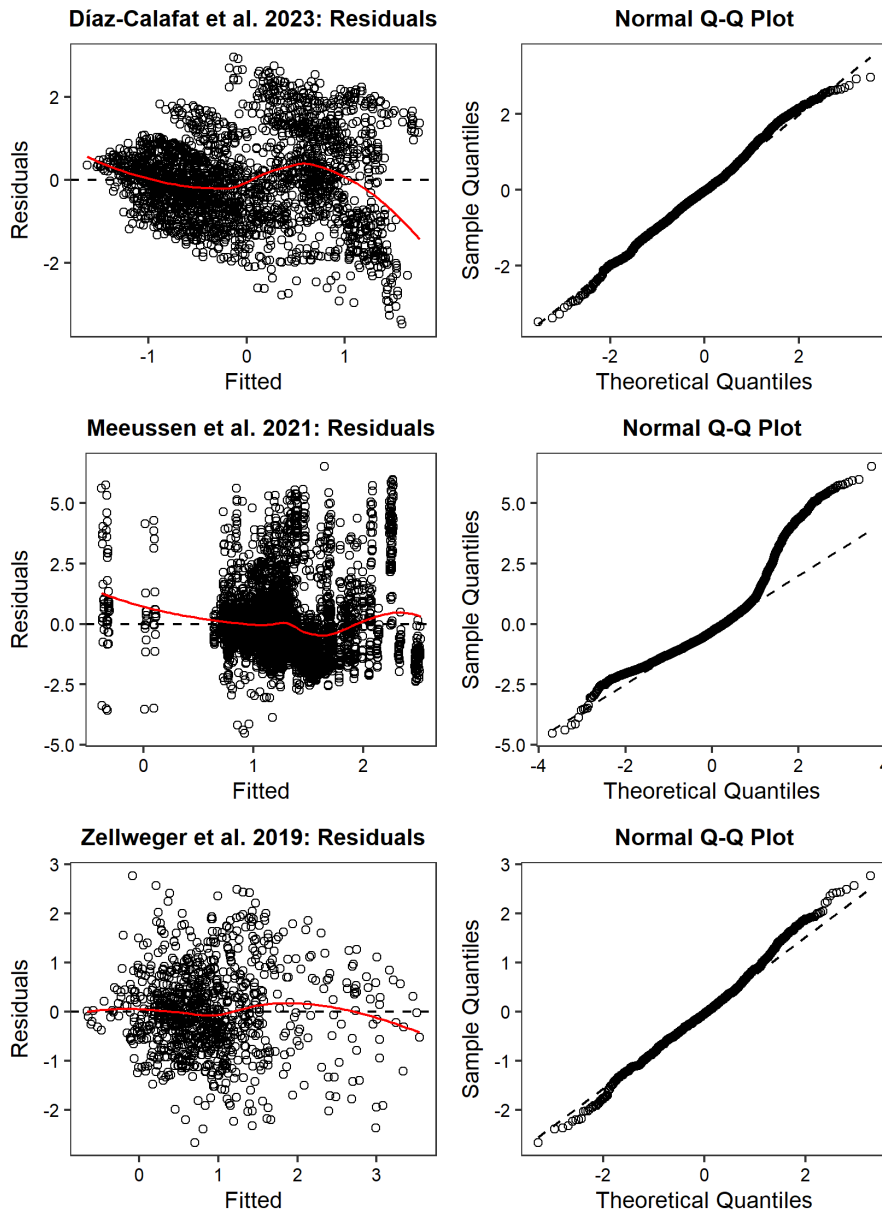 Díaz-Calafat et al. 2023: Residuals
Normal Q-Q Plot
Residuals
2
0
-2
-1
0
1
Fitted
Sample Quantiles
2
0
-2
-2
0
2
Theoretical Quantiles
Meeussen et al. 2021: Residuals
Normal Q-Q Plot
Residuals
5.0
2.5
0.0
-2.5
-5.0
0
1
2
Fitted
Sample Quantiles
5.0
2.5
0.0
-2.5
-5.0
-4
-2
0
2
4
Theoretical Quantiles
Zellweger et al. 2019: Residuals
Normal Q-Q Plot
Residuals
3
2
1
0
-1
-2
0
1
2
3
Fitted
Sample Quantiles
3
2
1
0
-1
-2
-2
0
2
Theoretical Quantiles